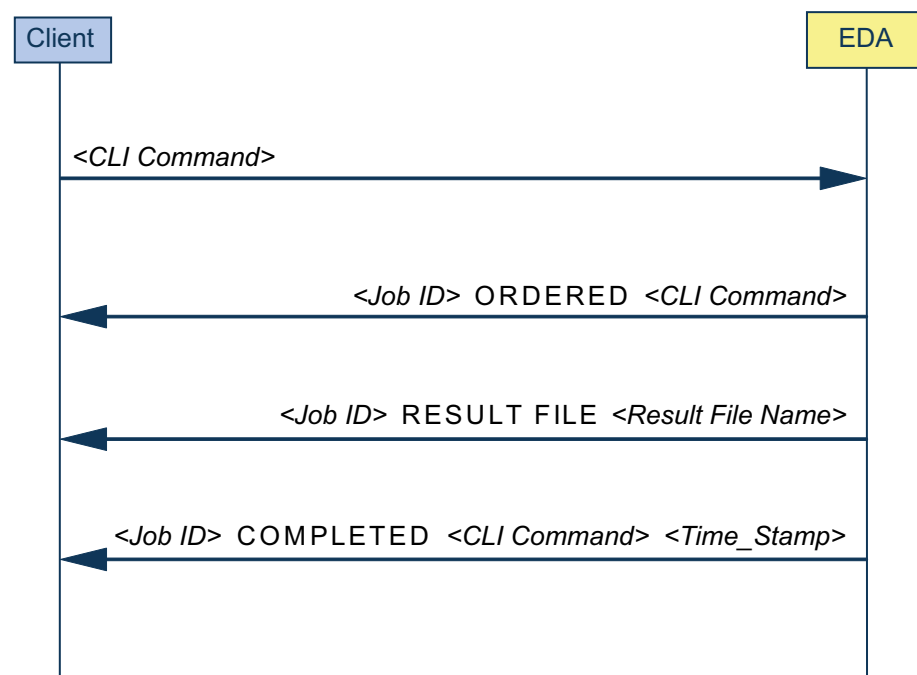 Client
EDA
<CLI Command>
<Job ID> ORDERED <CLI Command>
<Job ID> RESULT FILE <Result File Name>
<Job ID> COMPLETED <CLI Command> <Time_Stamp>